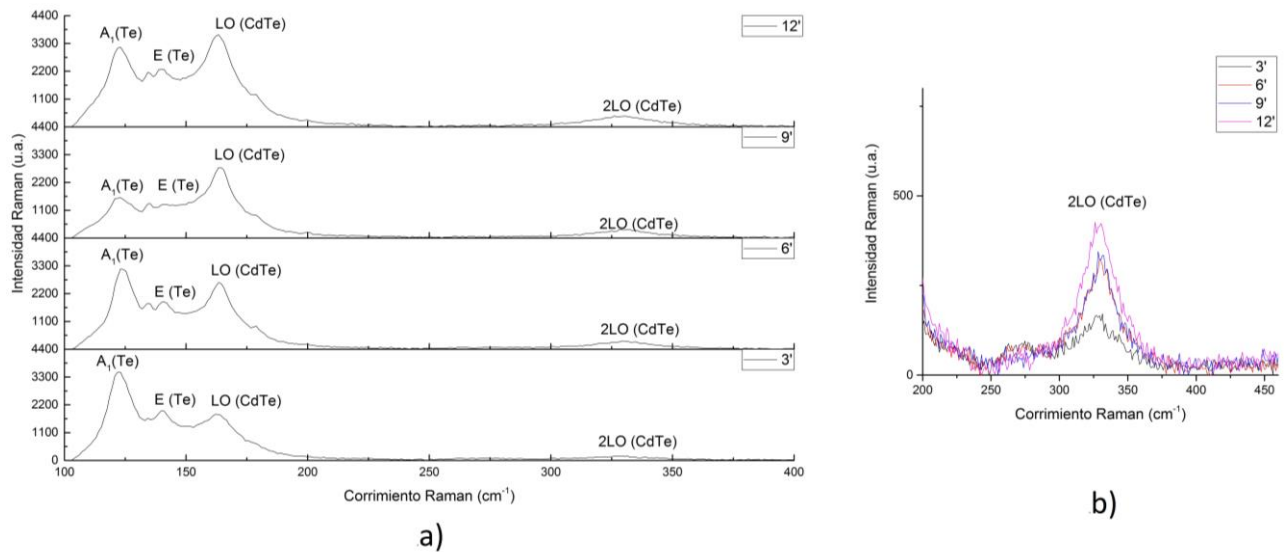 4400
3300
2200
1100
A₁(Te)
E (Te)
LO (CdTe)
2LO (CdTe)
12'
4400
3300
2200
1100
A₁(Te)
E (Te)
LO (CdTe)
2LO (CdTe)
9'
4400
3300
2200
1100
A₁(Te)
E (Te)
LO (CdTe)
2LO (CdTe)
6'
4400
3300
2200
1100
0
A₁(Te)
E (Te)
LO (CdTe)
2LO (CdTe)
3'
Intensidad Raman (u.a.)
100 150 200 250 300 350 400
Corrimiento Raman (cm⁻¹)
a)
3'
6'
9'
12'
2LO (CdTe)
500
0
Intensidad Raman (u.a.)
200 250 300 350 400 450
Corrimiento Raman (cm⁻¹)
b)